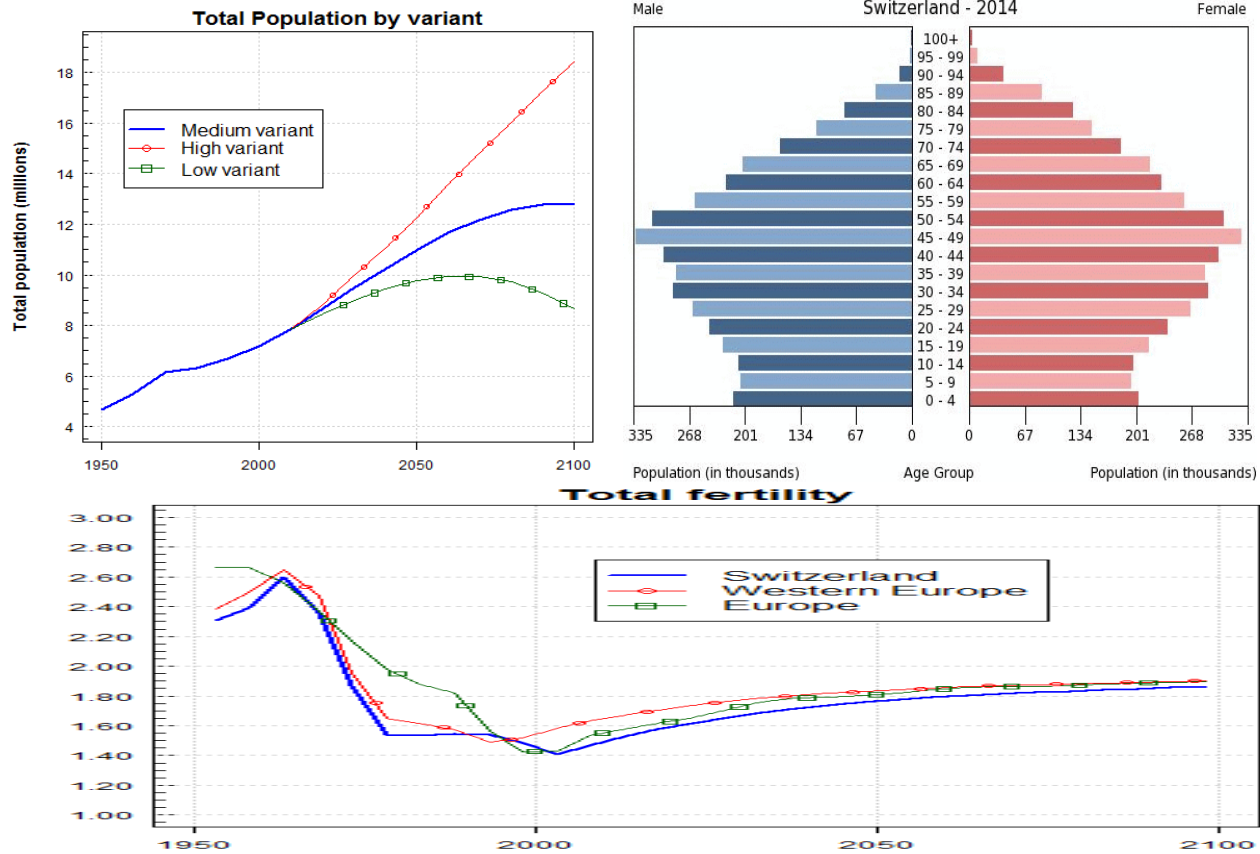 Total Population by variant
Total population (millions)
18
16
14
12
10
8
6
4
Medium variant
High variant
Low variant
1950 2000 2050 2100
Male Switzerland - 2014 Female
100+
95 - 99
90 - 94
85 - 89
80 - 84
75 - 79
70 - 74
65 - 69
60 - 64
55 - 59
50 - 54
45 - 49
40 - 44
35 - 39
30 - 34
25 - 29
20 - 24
15 - 19
10 - 14
5 - 9
0 - 4
335 268 201 134 67 0 0 67 134 201 268 335
Population (in thousands) Age Group Population (in thousands)
Total fertility
3.00
2.80
2.60
2.40
2.20
2.00
1.80
1.60
1.40
1.20
1.00
Switzerland
Western Europe
Europe
1950 2000 2050 2100